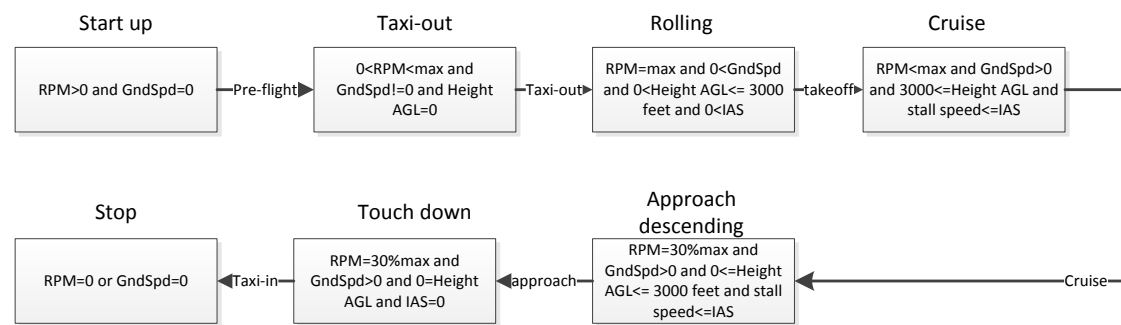 Start up
RPM>0 and GndSpd=0
Pre-flight
Taxi-out
0<RPM<max and
GndSpd!=0 and Height
AGL=0
Taxi-out
Rolling
RPM=max and 0<GndSpd
and 0<Height AGL<= 3000
feet and 0<IAS
takeoff
Cruise
RPM<max and GndSpd>0
and 3000<=Height AGL and
stall speed<=IAS
Cruise
Approach
descending
RPM=30%max and
GndSpd>0 and 0<=Height
AGL<= 3000 feet and stall
speed<=IAS
approach
Touch down
RPM=30%max and
GndSpd>0 and 0=Height
AGL and IAS=0
Taxi-in
Stop
RPM=0 or GndSpd=0